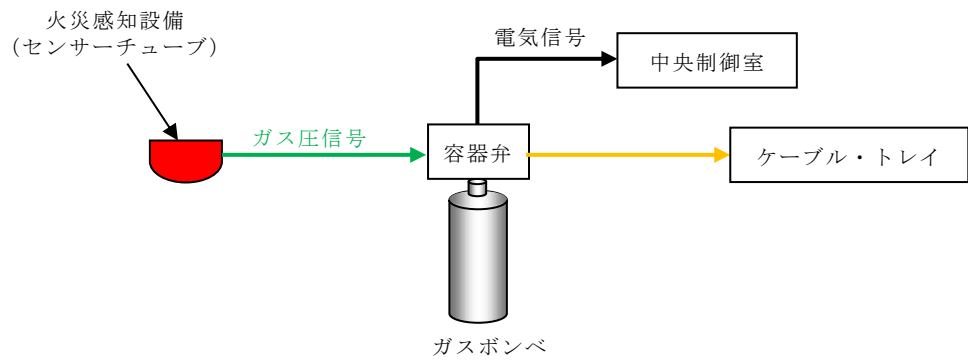 火災感知設備
（センサーチューブ）
電気信号
中央制御室
ガス圧信号
容器弁
ケーブル・トレイ
ガスボンベ